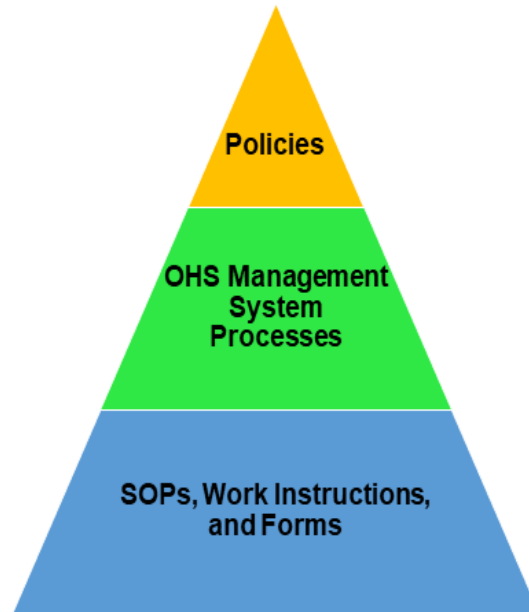 Policies
OHS Management
System
Processes
SOPs, Work Instructions,
and Forms